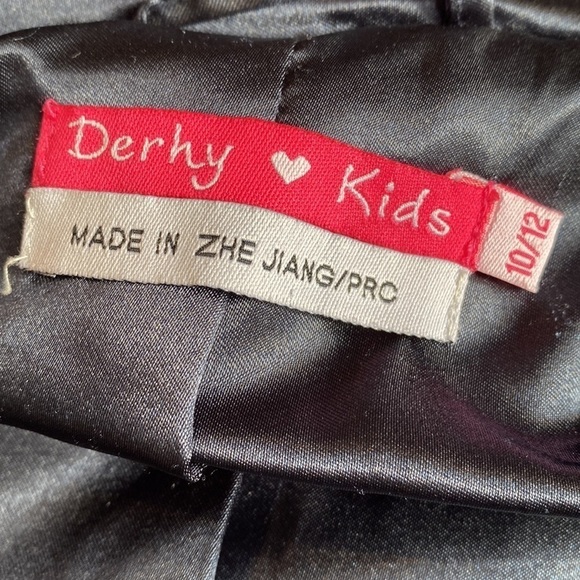 Derhy ♥ Kids
10/12
MADE IN ZHE JIANG/PRC